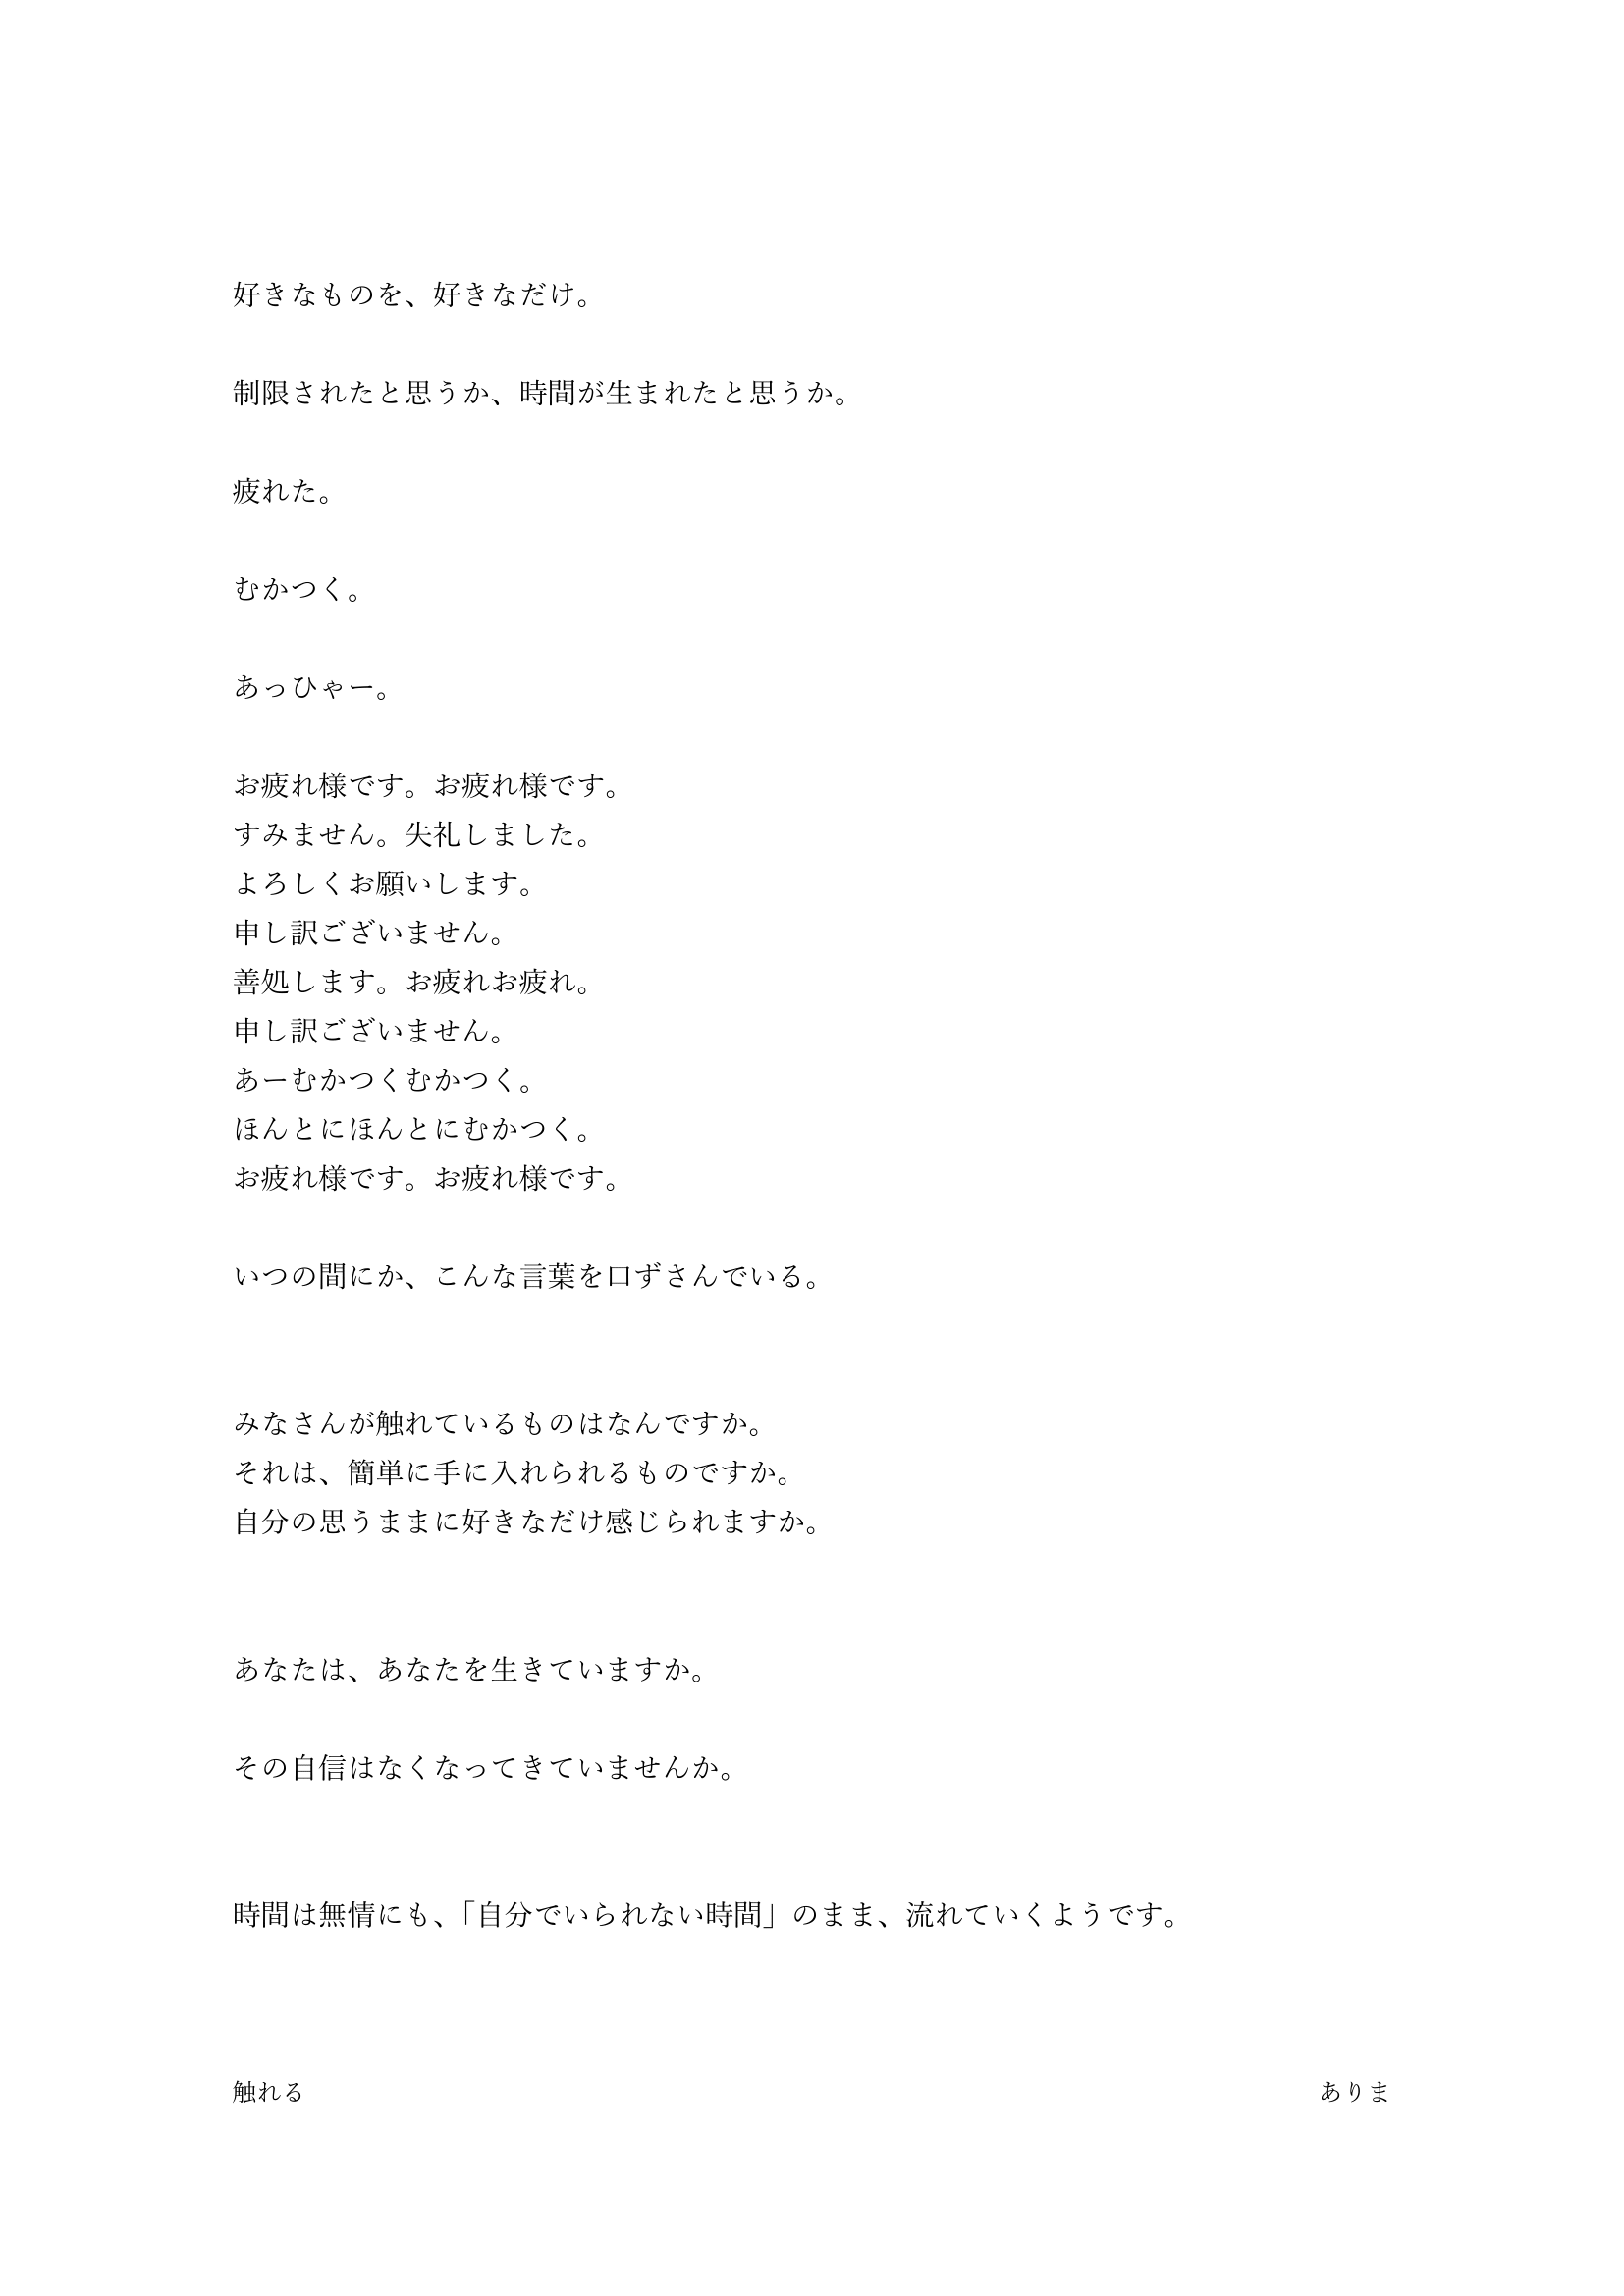 好きなものを、好きなだけ。
制限されたと思うか、時間が生まれたと思うか。
疲れた。
むかつく。
あっひゃー。
お疲れ様です。お疲れ様です。
すみません。失礼しました。
よろしくお願いします。
申し訳ございません。
善処します。お疲れお疲れ。
申し訳ございません。
あーむかつくむかつく。
ほんとにほんとにむかつく。
お疲れ様です。お疲れ様です。
いつの間にか、こんな言葉を口ずさんでいる。
みなさんが触れているものはなんですか。
それは、簡単に手に入れられるものですか。
自分の思うままに好きなだけ感じられますか。
あなたは、あなたを生きていますか。
その自信はなくなってきていませんか。
時間は無情にも、「自分でいられない時間」のまま、流れていくようです。
触れる ありま